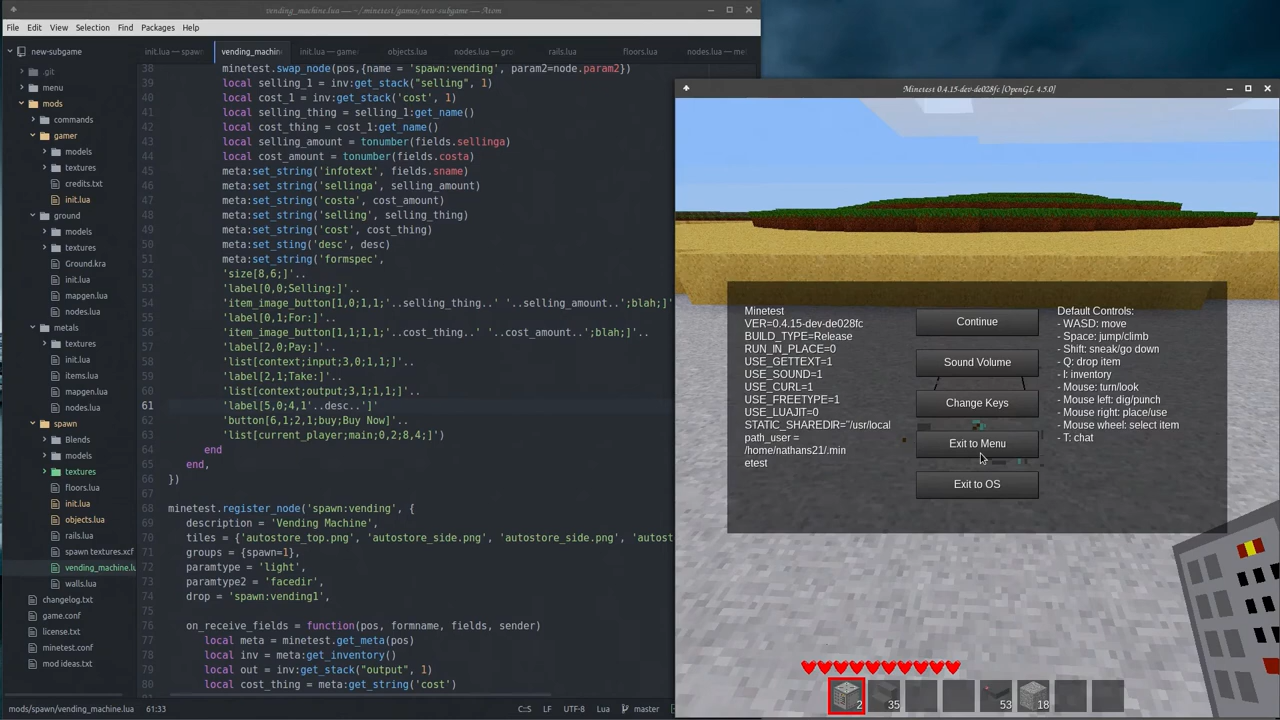 vending_machine.lua — ~/.minetest/games/new-subgame — Atom
File Edit View Selection Find Packages Help
new-subgame
.git
menu
mods
commands
gamer
models
textures
credits.txt
init.lua
ground
models
textures
Ground.kra
init.lua
mapgen.lua
nodes.lua
metals
textures
init.lua
items.lua
mapgen.lua
nodes.lua
spawn
Blends
models
textures
floors.lua
init.lua
objects.lua
rails.lua
spawn textures.xcf
vending_machine.lu
walls.lua
changelog.txt
game.conf
license.txt
minetest.conf
mod ideas.txt
init.lua — spawn vending_machin init.lua — game objects.lua nodes.lua — gro rails.lua floors.lua nodes.lua — me
38 minetest.swap_node(pos,{name = 'spawn:vending', param2=node.param2})
39 local selling_1 = inv:get_stack("selling", 1)
40 local cost_1 = inv:get_stack('cost', 1)
41 local selling_thing = selling_1:get_name()
42 local cost_thing = cost_1:get_name()
43 local selling_amount = tonumber(fields.sellinga)
44 local cost_amount = tonumber(fields.costa)
45 meta:set_string('infotext', fields.sname)
46 meta:set_string('sellinga', selling_amount)
47 meta:set_string('costa', cost_amount)
48 meta:set_string('selling', selling_thing)
49 meta:set_string('cost', cost_thing)
50 meta:set_sting('desc', desc)
51 meta:set_string('formspec',
52 'size[8,6;]'..
53 'label[0,0;Selling:]'..
54 'item_image_button[1,0;1,1;'..selling_thing..' '..selling_amount..';blah;]'
55 'label[0,1;For:]'..
56 'item_image_button[1,1;1,1;'..cost_thing..' '..cost_amount..';blah;]'..
57 'label[2,0;Pay:]'..
58 'list[context;input;3,0;1,1;]'..
59 'label[2,1;Take:]'..
60 'list[context;output;3,1;1,1;]'..
61 'label[5,0;4,1'..desc..']'
62 'button[6,1;2,1;buy;Buy Now]'..
63 'list[current_player;main;0,2;8,4;]')
64 end
65 end,
66 })
67
68 minetest.register_node('spawn:vending', {
69 description = 'Vending Machine',
70 tiles = {'autostore_top.png', 'autostore_side.png', 'autostore_side.png', 'autost
71 groups = {spawn=1},
72 paramtype = 'light',
73 paramtype2 = 'facedir',
74 drop = 'spawn:vending1',
75
76 on_receive_fields = function(pos, formname, fields, sender)
77 local meta = minetest.get_meta(pos)
78 local inv = meta:get_inventory()
79 local out = inv:get_stack("output", 1)
80 local cost_thing = meta:get_string('cost')
mods/spawn/vending_machine.lua 61:33 LF UTF-8 Lua master
Minetest 0.4.15-dev-de028fc [OpenGL 4.5.0]
Minetest
VER=0.4.15-dev-de028fc
BUILD_TYPE=Release
RUN_IN_PLACE=0
USE_GETTEXT=1
USE_SOUND=1
USE_CURL=1
USE_FREETYPE=1
USE_LUAJIT=0
STATIC_SHAREDIR="/usr/local
path_user =
/home/nathans21/.min
etest
Continue
Sound Volume
Change Keys
Exit to Menu
Exit to OS
Default Controls:
- WASD: move
- Space: jump/climb
- Shift: sneak/go down
- Q: drop item
- I: inventory
- Mouse: turn/look
- Mouse left: dig/punch
- Mouse right: place/use
- Mouse wheel: select item
- T: chat
2 35 53 18